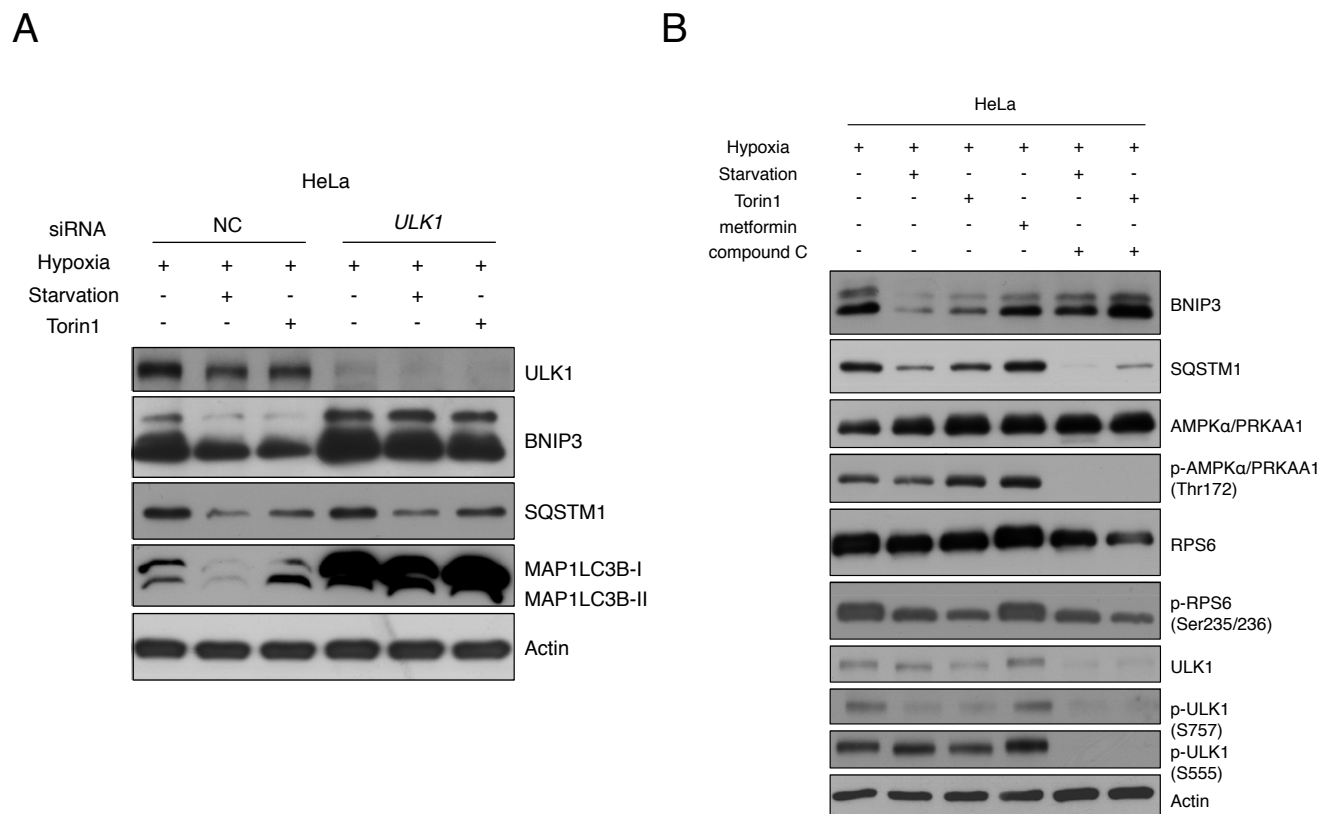 A
HeLa
siRNA NC ULK1
Hypoxia + + + + + +
Starvation - + - - + -
Torin1 - - + - - +
ULK1
BNIP3
SQSTM1
MAP1LC3B-I
MAP1LC3B-II
Actin
B
HeLa
Hypoxia + + + + + +
Starvation - + - - + -
Torin1 - - + - - +
metformin - - - + - -
compound C - - - - + +
BNIP3
SQSTM1
AMPKα/PRKAA1
p-AMPKα/PRKAA1
(Thr172)
RPS6
p-RPS6
(Ser235/236)
ULK1
p-ULK1
(S757)
p-ULK1
(S555)
Actin